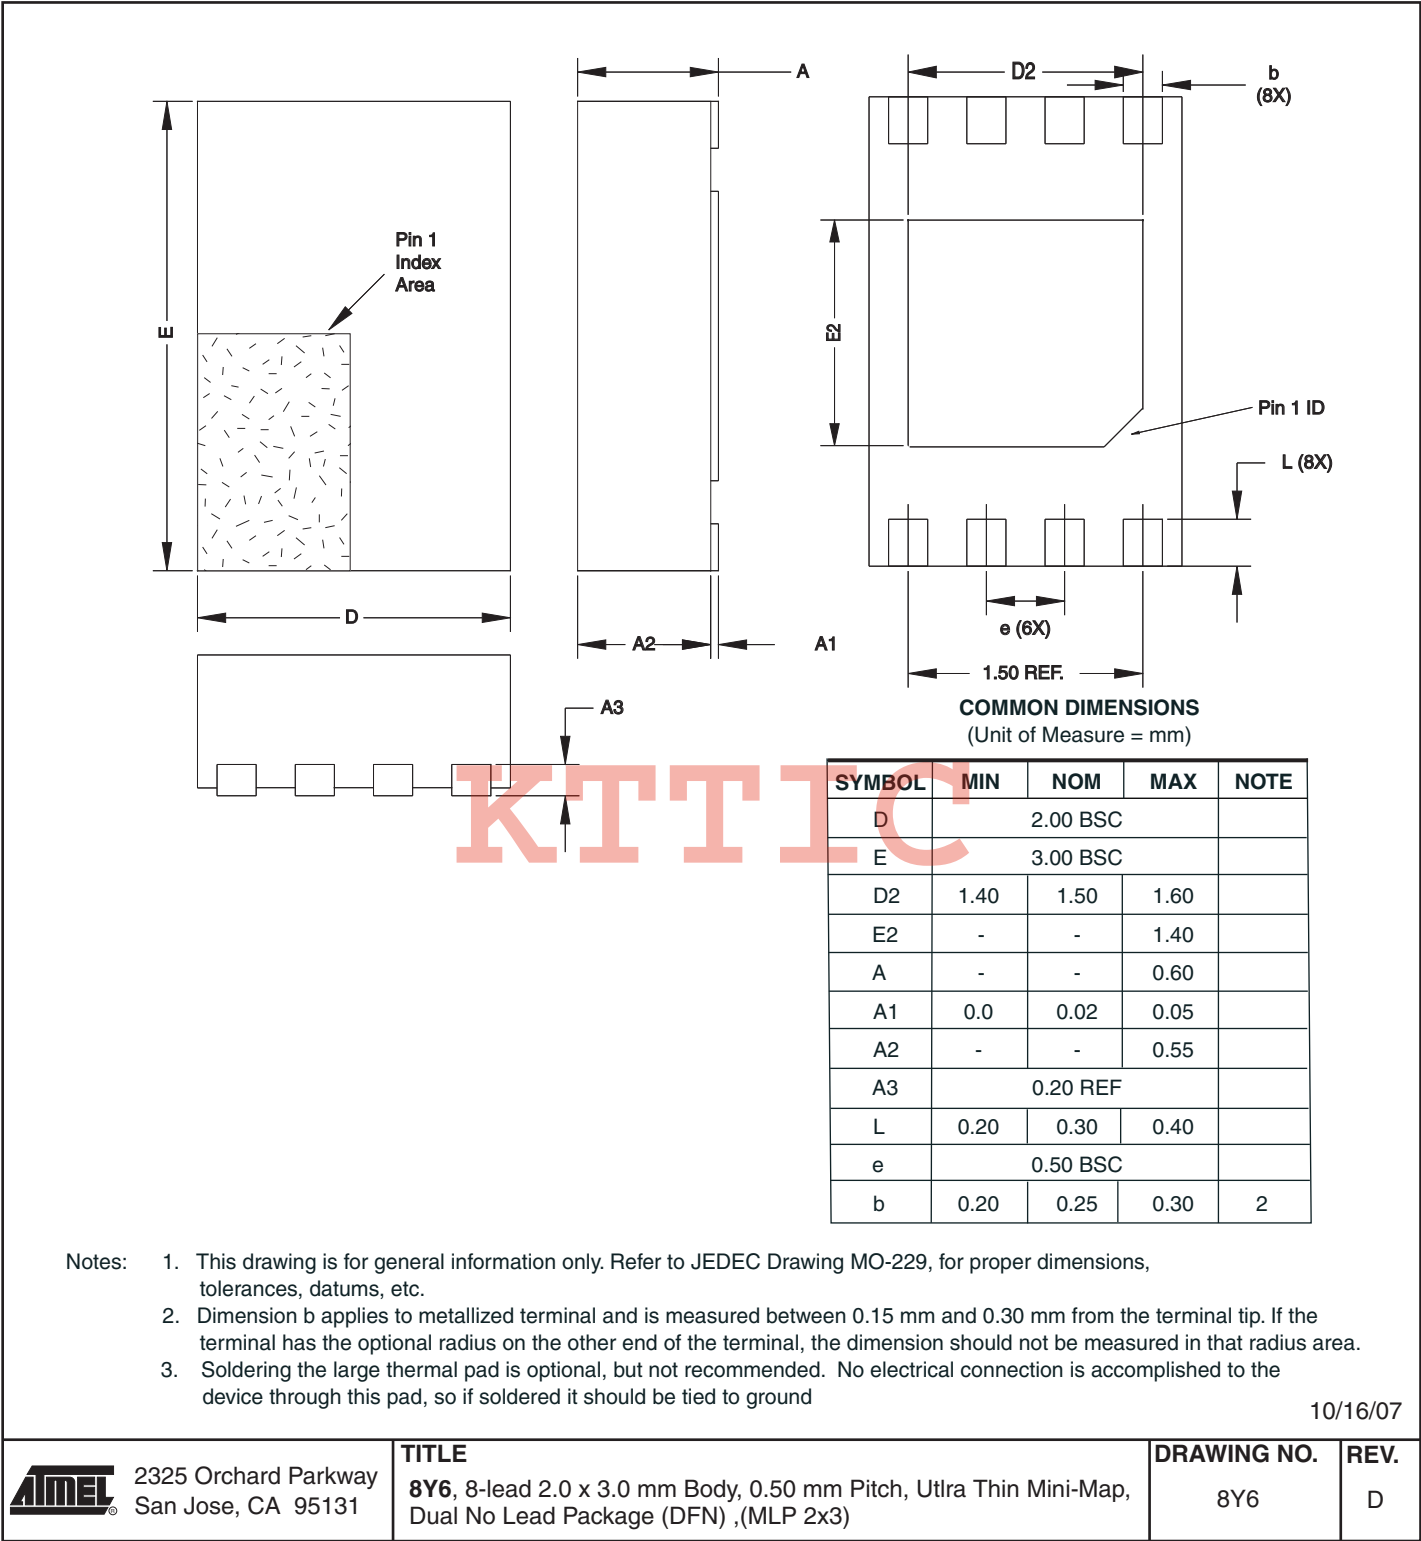 A
D2
b
(8X)
Pin 1
Index
Area
E
E2
Pin 1 ID
L (8X)
D
A2
A1
e (6X)
1.50 REF.
A3
COMMON DIMENSIONS
(Unit of Measure = mm)
KTTIC
SYMBOL MIN NOM MAX NOTE
D 2.00 BSC
E 3.00 BSC
D2 1.40 1.50 1.60
E2 - - 1.40
A - - 0.60
A1 0.0 0.02 0.05
A2 - - 0.55
A3 0.20 REF
L 0.20 0.30 0.40
e 0.50 BSC
b 0.20 0.25 0.30 2
Notes: 1. This drawing is for general information only. Refer to JEDEC Drawing MO-229, for proper dimensions,
tolerances, datums, etc.
2. Dimension b applies to metallized terminal and is measured between 0.15 mm and 0.30 mm from the terminal tip. If the
terminal has the optional radius on the other end of the terminal, the dimension should not be measured in that radius area.
3. Soldering the large thermal pad is optional, but not recommended. No electrical connection is accomplished to the
device through this pad, so if soldered it should be tied to ground
10/16/07
ATMEL ®
2325 Orchard Parkway
San Jose, CA 95131
TITLE
8Y6, 8-lead 2.0 x 3.0 mm Body, 0.50 mm Pitch, Utlra Thin Mini-Map,
Dual No Lead Package (DFN) ,(MLP 2x3)
DRAWING NO.
8Y6
REV.
D